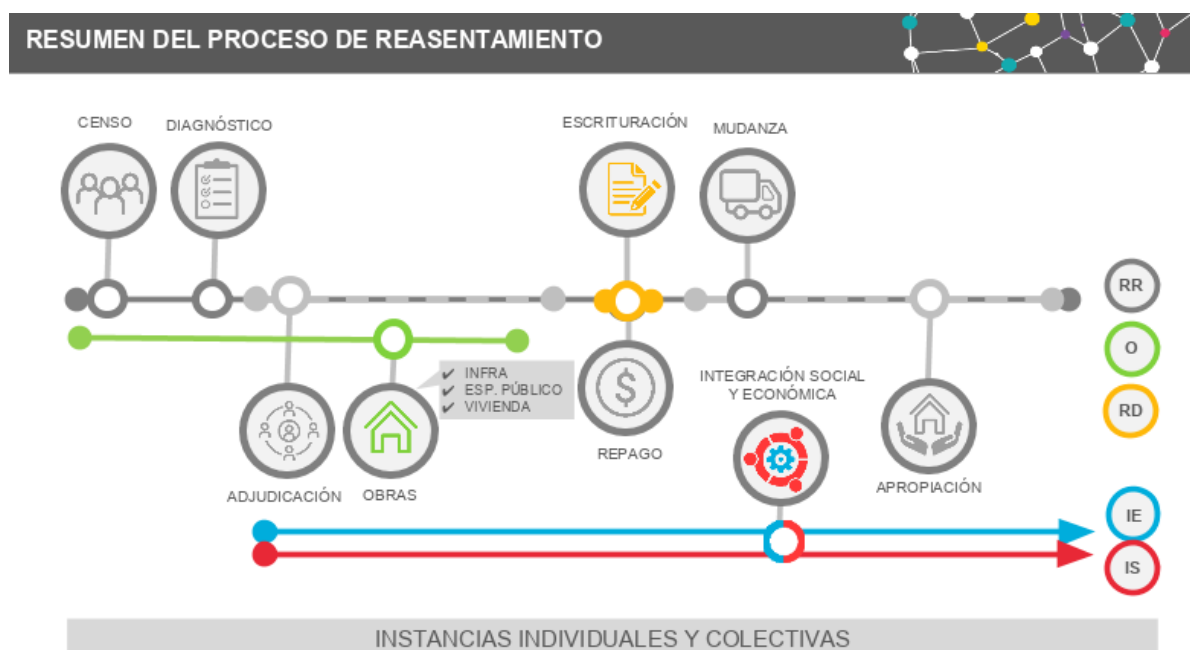 RESUMEN DEL PROCESO DE REASENTAMIENTO
CENSO
DIAGNÓSTICO
ESCRITURACIÓN
MUDANZA
RR
O
RD
✔ INFRA
✔ ESP. PÚBLICO
✔ VIVIENDA
$
INTEGRACIÓN SOCIAL
Y ECONÓMICA
REPAGO
ADJUDICACIÓN
OBRAS
APROPIACIÓN
IE
IS
INSTANCIAS INDIVIDUALES Y COLECTIVAS